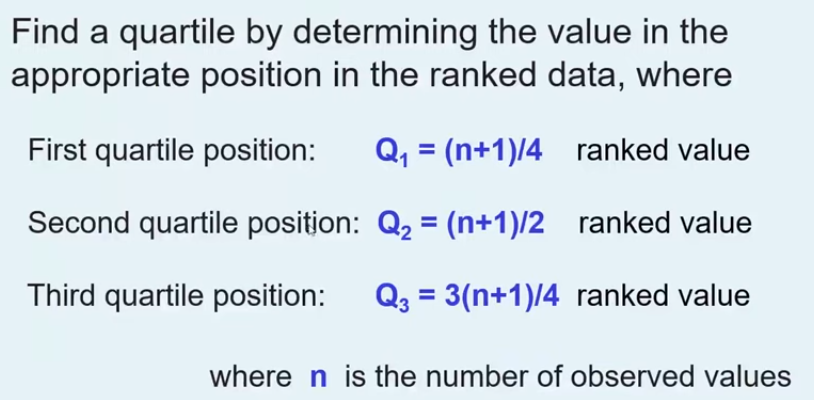 Find a quartile by determining the value in the
appropriate position in the ranked data, where
First quartile position: Q₁ = (n+1)/4 ranked value
Second quartile position: Q₂ = (n+1)/2 ranked value
Third quartile position: Q₃ = 3(n+1)/4 ranked value
where n is the number of observed values